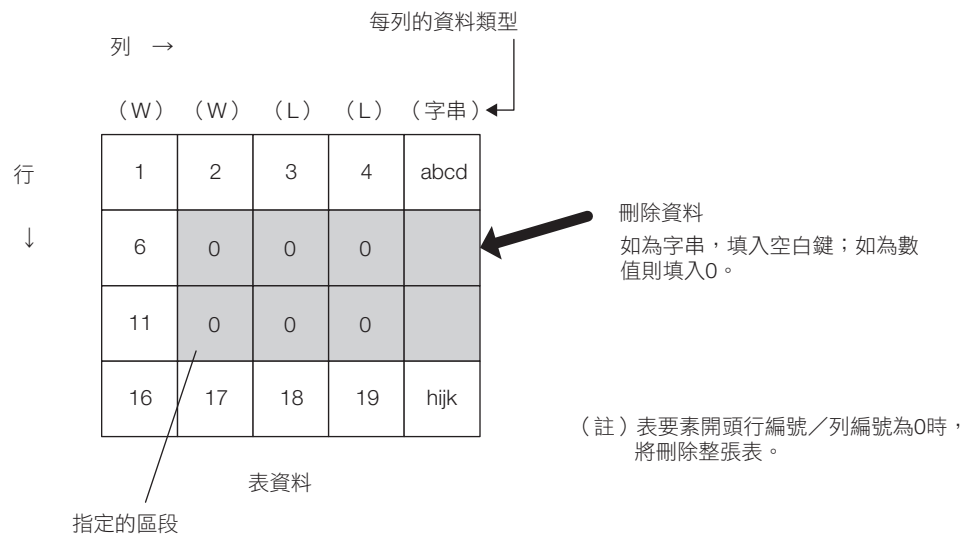 每列的資料類型
列 →
（W） （W） （L） （L） （字串）
行
↓
1 2 3 4 abcd
6 0 0 0
11 0 0 0
16 17 18 19 hijk
刪除資料
如為字串，填入空白鍵；如為數
值則填入0。
（註）表要素開頭行編號／列編號為0時，
將刪除整張表。
表資料
指定的區段